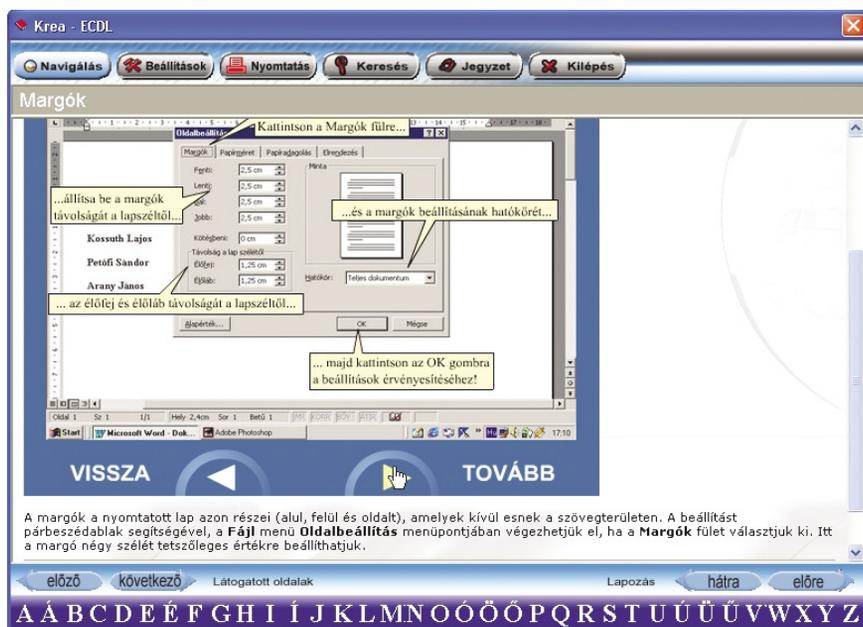 Krea - ECDL
Navigálás Beállítások Nyomtatás Keresés Jegyzet Kilépés
Margók
Oldalbeállítás
Kattintson a Margók fülre...
Margók Papírméret Papíradagolás Elrendezés
Fenti: 2,5 cm
Minta
Lenti: 2,5 cm
Bal: 2,5 cm
Jobb: 2,5 cm
...állítsa be a margók
távolságát a lapszéltől...
...és a margók beállításának hatókörét...
Kossuth Lajos
Kötésbeni: 0 cm
Távolság a lap szélétől
Petőfi Sándor
Élőfej: 1,25 cm
Hatókör: Teljes dokumentum
Arany János
Élőláb: 1,25 cm
... az élőfej és élőláb távolságát a lapszéltől...
Alapérték... OK Mégse
... majd kattintson az OK gombra
a beállítások érvényesítéséhez!
Oldal 1 Sz 1 1/1 Hely 2,4cm Sor 1 Betű 1
Start Microsoft Word - Dok... Adobe Photoshop 17:10
VISSZA TOVÁBB
A margók a nyomtatott lap azon részei (alul, felül és oldalt), amelyek kívül esnek a szövegterületen. A beállítást
párbeszédablak segítségével, a Fájl menü Oldalbeállítás menüpontjában végezhetjük el, ha a Margók fület választjuk ki. Itt
a margó négy szélét tetszőleges értékre beállíthatjuk.
előző következő Látogatott oldalak Lapozás hátra előre
A Á B C D E É F G H I Í J K L M N O Ó Ö Ő P Q R S T U Ú Ü Ű V W X Y Z